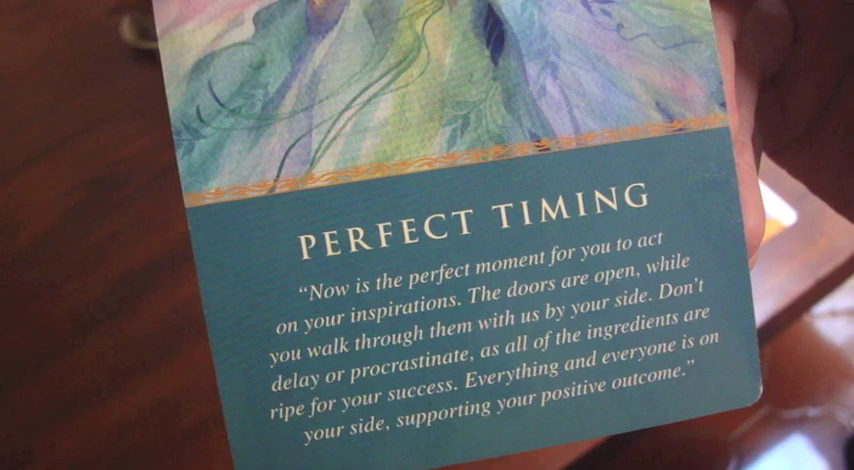 PERFECT TIMING
“Now is the perfect moment for you to act
on your inspirations. The doors are open, while
you walk through them with us by your side. Don’t
delay or procrastinate, as all of the ingredients are
ripe for your success. Everything and everyone is on
your side, supporting your positive outcome.”